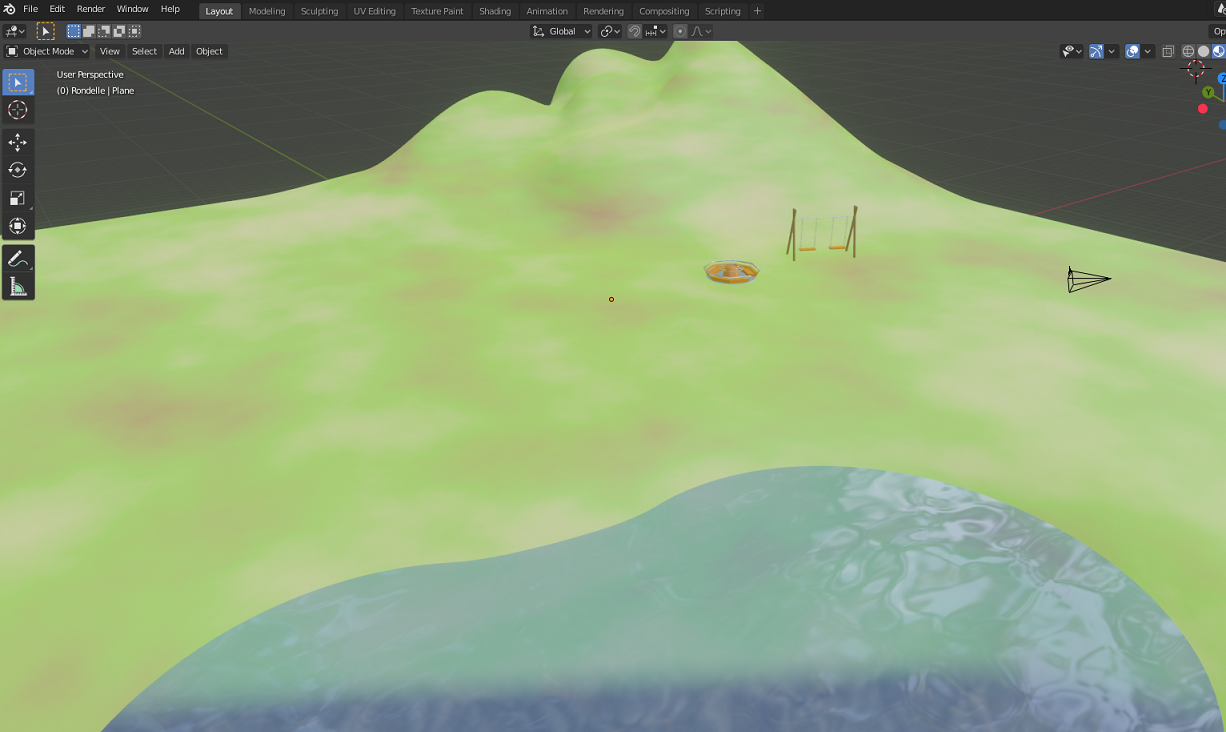 File Edit Render Window Help Layout Modeling Sculpting UV Editing Texture Paint Shading Animation Rendering Compositing Scripting +
Global
Object Mode View Select Add Object
User Perspective
(0) Rondelle | Plane
Z
Y